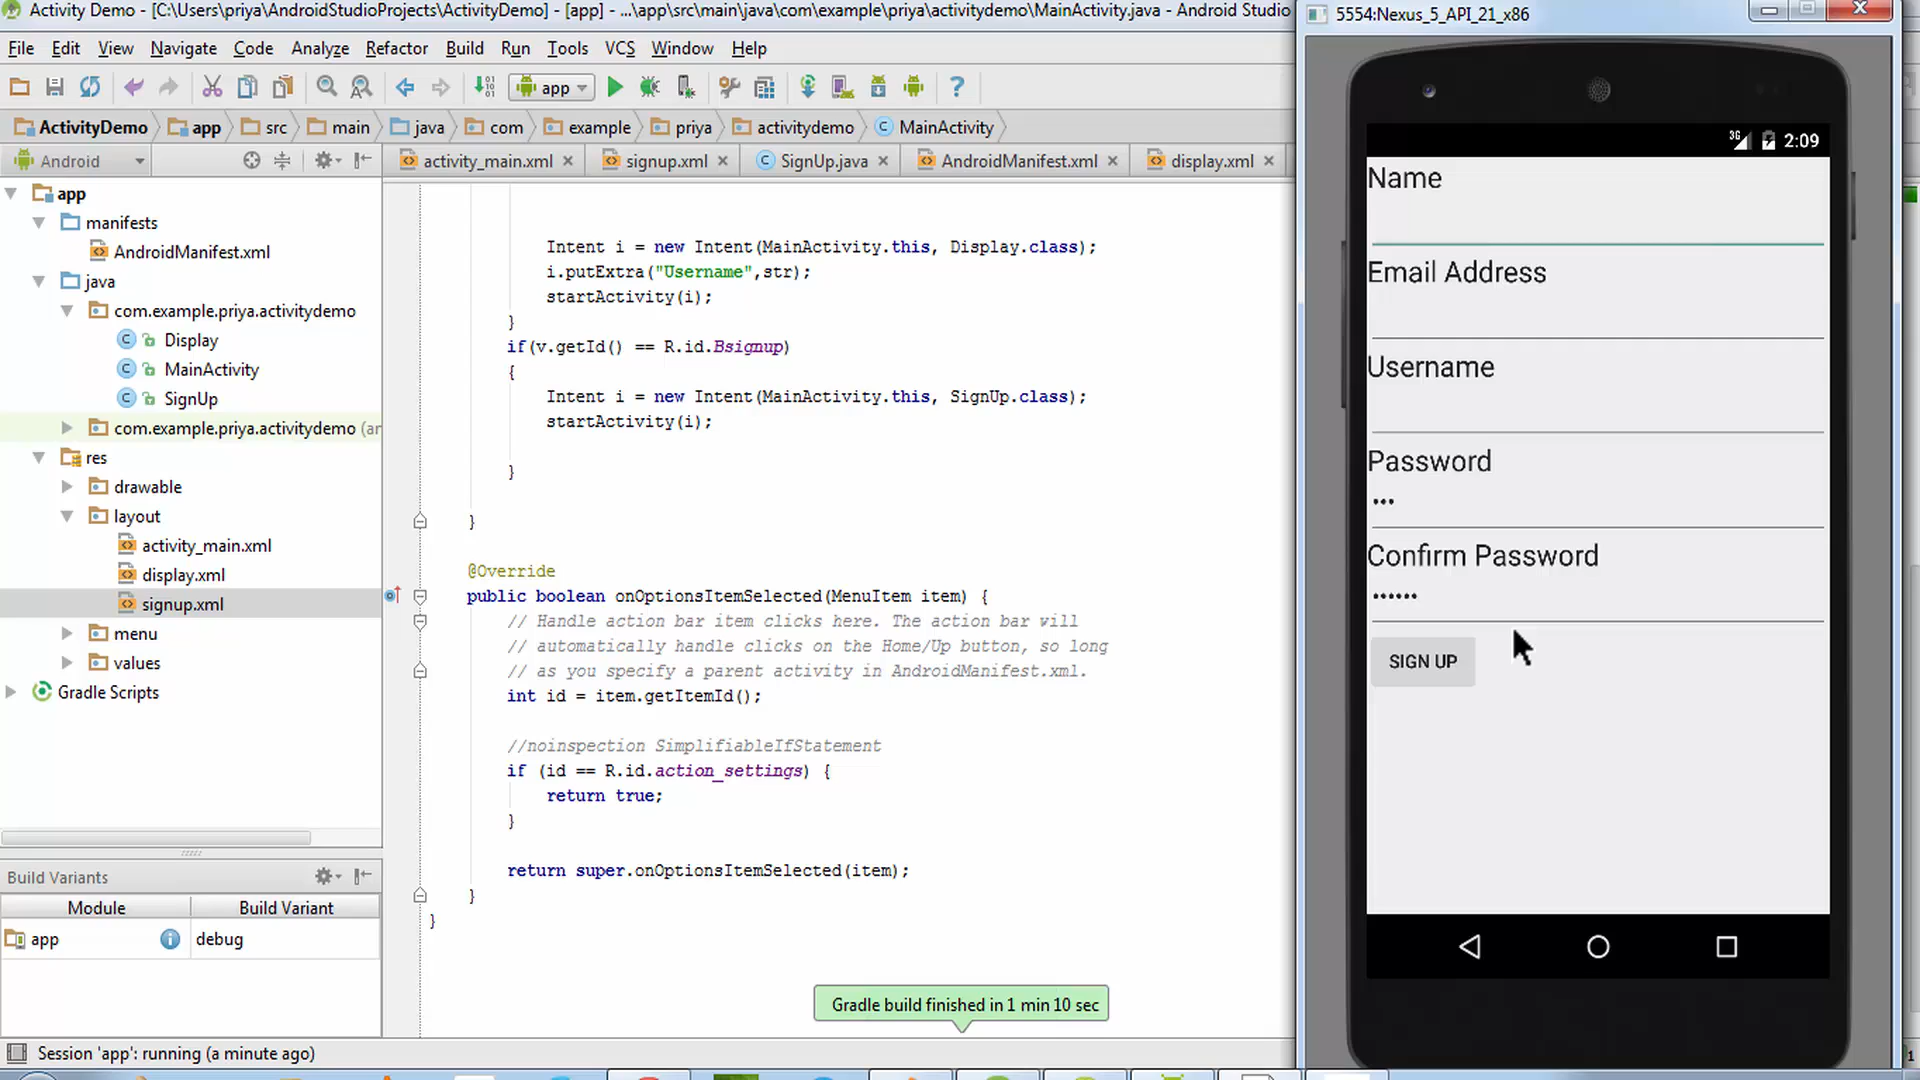 Activity Demo - [C:\Users\priya\AndroidStudioProjects\ActivityDemo] - [app] - ...\app\src\main\java\com\example\priya\activitydemo\MainActivity.java - Android Studio
File Edit View Navigate Code Analyze Refactor Build Run Tools VCS Window Help
app
ActivityDemo app src main java com example priya activitydemo MainActivity
Android
activity_main.xml signup.xml SignUp.java AndroidManifest.xml display.xml
app
manifests
AndroidManifest.xml
java
com.example.priya.activitydemo
Display
MainActivity
SignUp
com.example.priya.activitydemo (ar
res
drawable
layout
activity_main.xml
display.xml
signup.xml
menu
values
Gradle Scripts
Build Variants
Module Build Variant
app debug
Intent i = new Intent(MainActivity.this, Display.class);
i.putExtra("Username",str);
startActivity(i);
}
if(v.getId() == R.id.Bsignup)
{
Intent i = new Intent(MainActivity.this, SignUp.class);
startActivity(i);
}
}
@Override
public boolean onOptionsItemSelected(MenuItem item) {
// Handle action bar item clicks here. The action bar will
// automatically handle clicks on the Home/Up button, so long
// as you specify a parent activity in AndroidManifest.xml.
int id = item.getItemId();
//noinspection SimplifiableIfStatement
if (id == R.id.action_settings) {
return true;
}
return super.onOptionsItemSelected(item);
}
}
Gradle build finished in 1 min 10 sec
Session 'app': running (a minute ago)
5554:Nexus_5_API_21_x86
3G 2:09
Name
Email Address
Username
Password
•••
Confirm Password
••••••
SIGN UP